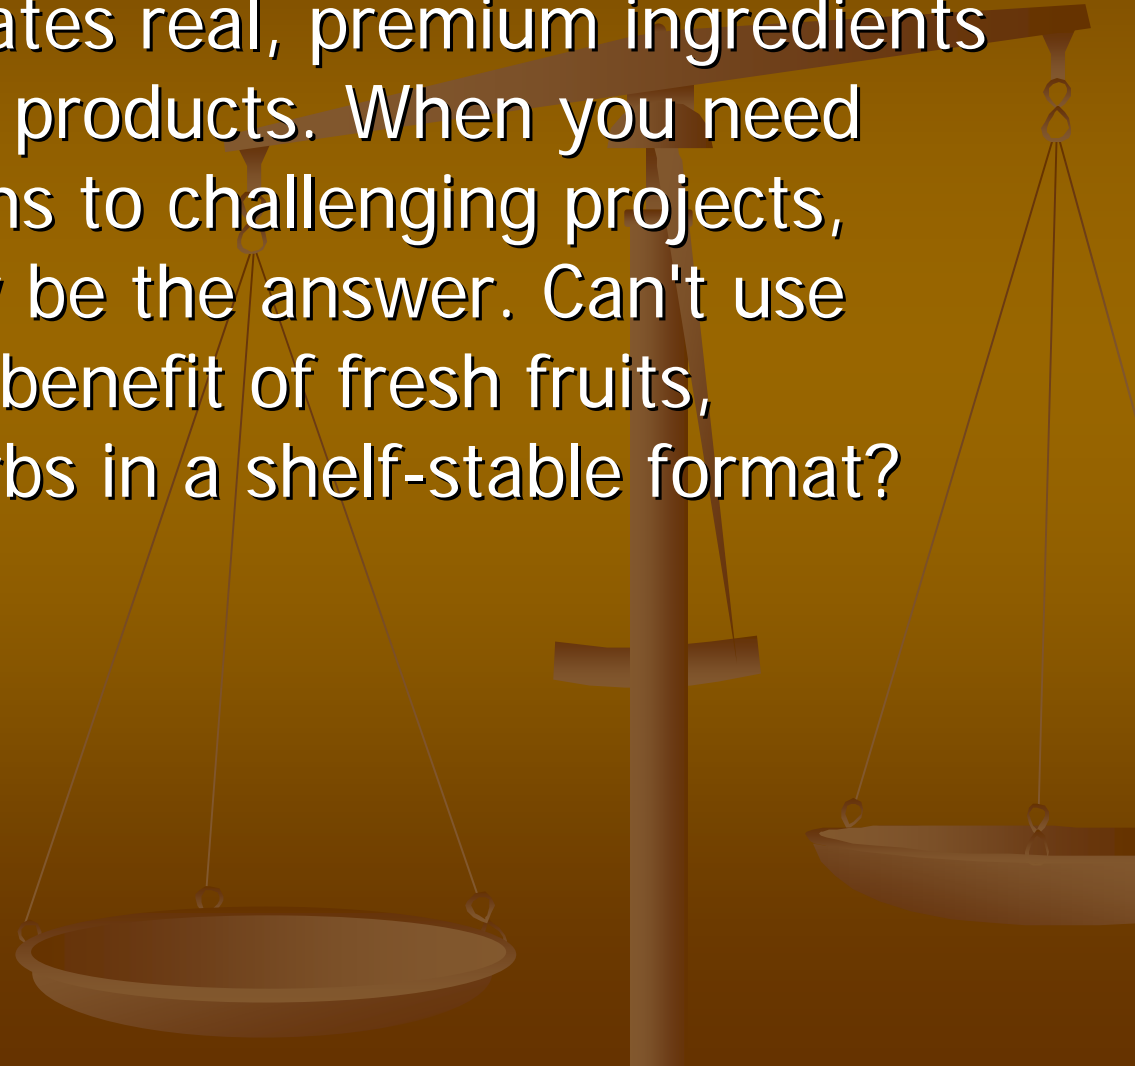 ates real, premium ingredients
products. When you need
ns to challenging projects,
be the answer. Can't use
benefit of fresh fruits,
bs in a shelf-stable format?